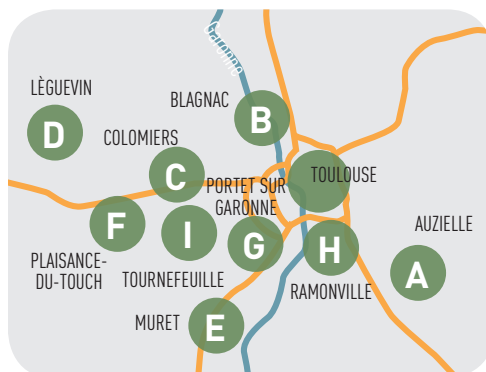 Garonne
LÈGUEVIN
D
BLAGNAC
B
COLOMIERS
C
PORTET SUR
GARONNE
G
TOULOUSE
F
PLAISANCE-
DU-TOUCH
I
TOURNEFEUILLE
H
RAMONVILLE
AUZIELLE
A
MURET
E